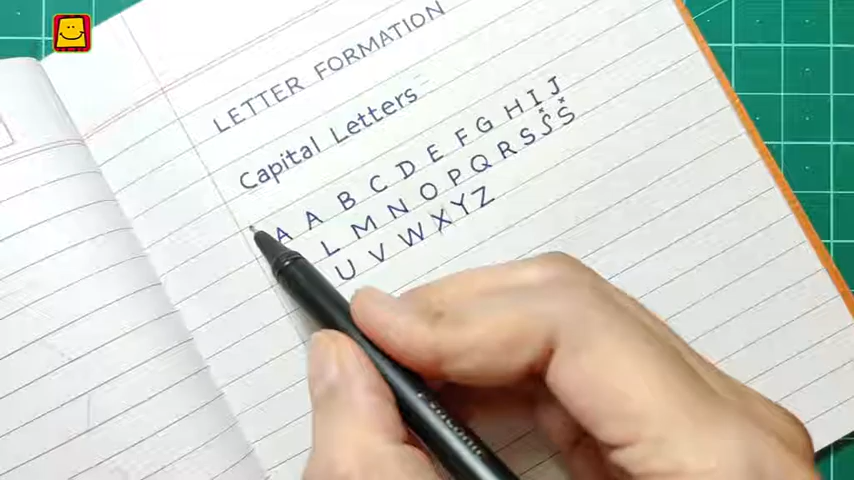 LETTER FORMATION
Capital Letters
A A B C D E F G H I J
L M N O P Q R S S S
U V W X Y Z